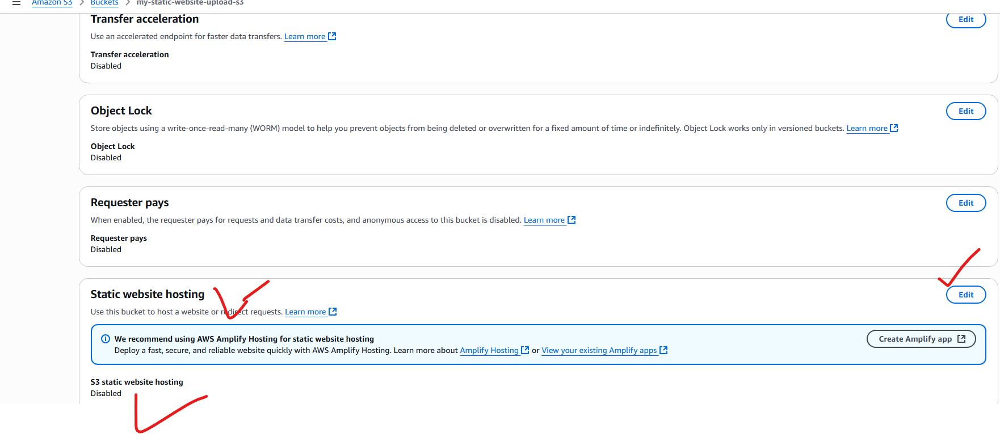 Amazon S3 > Buckets > my-static-website-upload-s3
Transfer acceleration
Edit
Use an accelerated endpoint for faster data transfers. Learn more
Transfer acceleration
Disabled
Object Lock
Edit
Store objects using a write-once-read-many (WORM) model to help you prevent objects from being deleted or overwritten for a fixed amount of time or indefinitely. Object Lock works only in versioned buckets. Learn more
Object Lock
Disabled
Requester pays
Edit
When enabled, the requester pays for requests and data transfer costs, and anonymous access to this bucket is disabled. Learn more
Requester pays
Disabled
Static website hosting
Edit
Use this bucket to host a website or redirect requests. Learn more
We recommend using AWS Amplify Hosting for static website hosting
Create Amplify app
Deploy a fast, secure, and reliable website quickly with AWS Amplify Hosting. Learn more about Amplify Hosting or View your existing Amplify apps
S3 static website hosting
Disabled